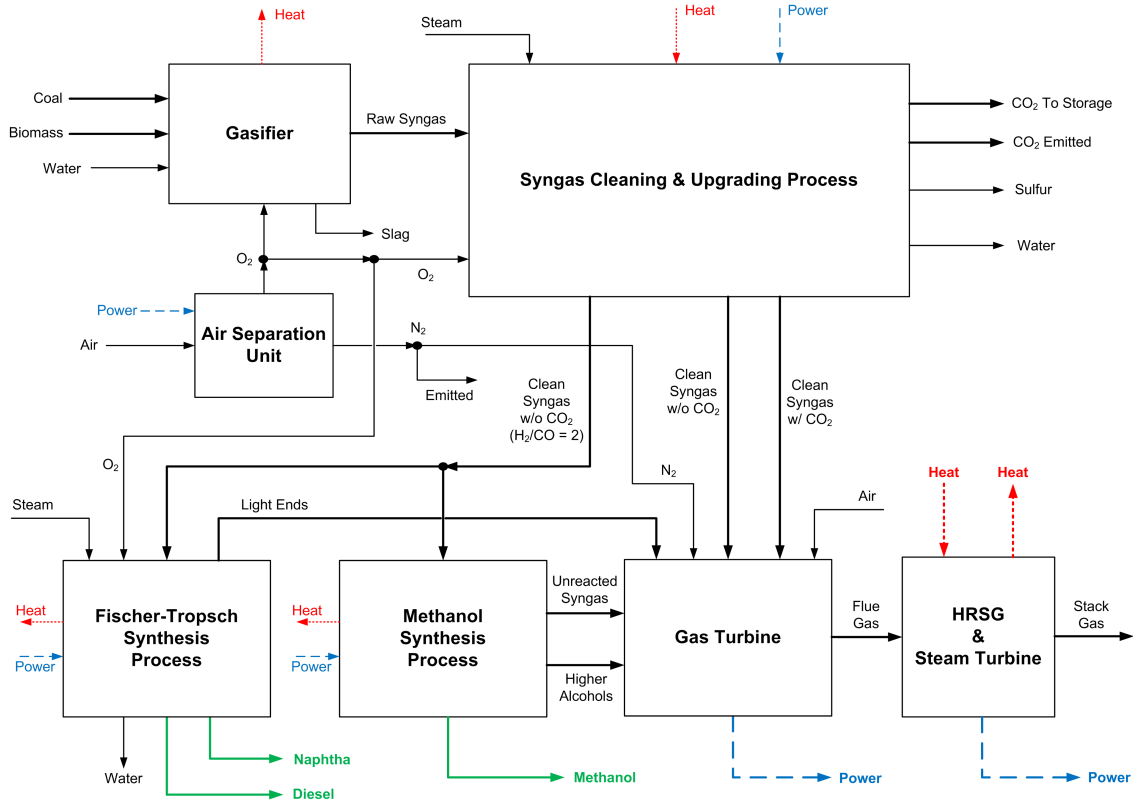 Heat
Steam
Heat
Power
Coal
Biomass
Water
Gasifier
Raw Syngas
Syngas Cleaning & Upgrading Process
CO₂ To Storage
CO₂ Emitted
Sulfur
Water
Slag
O₂
O₂
Power
Air
Air Separation
Unit
N₂
Emitted
Clean
Syngas
w/o CO₂
(H₂/CO = 2)
Clean
Syngas
w/o CO₂
Clean
Syngas
w/ CO₂
O₂
N₂
Heat
Heat
Steam
Light Ends
Air
Heat
Power
Fischer-Tropsch
Synthesis
Process
Heat
Power
Methanol
Synthesis
Process
Unreacted
Syngas
Higher
Alcohols
Gas Turbine
Flue
Gas
HRSG
&
Steam Turbine
Stack
Gas
Water
Naphtha
Diesel
Methanol
Power
Power